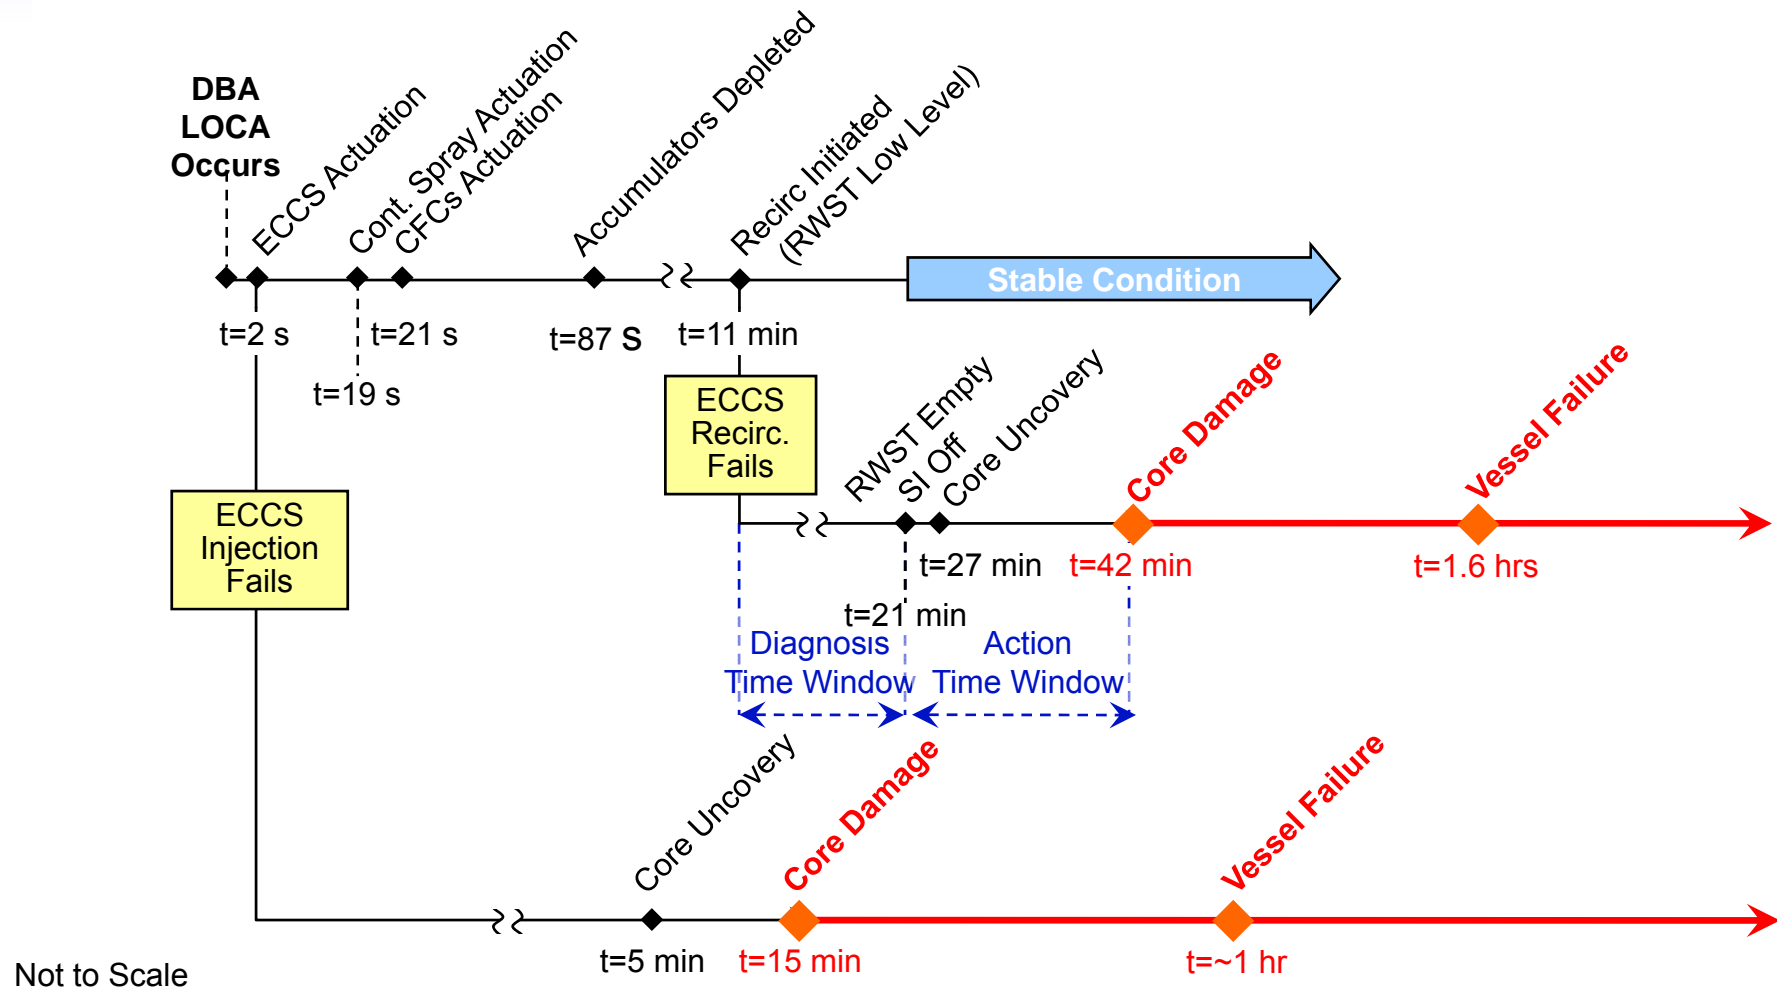 DBA
LOCA
Occurs
ECCS Actuation
Cont. Spray Actuation
CFCs Actuation
Accumulators Depleted
Recirc Initiated
(RWST Low Level)
Stable Condition
t=2 s
t=19 s
t=21 s
t=87 s
t=11 min
ECCS
Recirc.
Fails
RWST Empty
SI Off
Core Uncovery
Core Damage
Vessel Failure
t=21 min
t=27 min
t=42 min
t=1.6 hrs
Diagnosis
Time Window
Action
Time Window
ECCS
Injection
Fails
Core Uncovery
Core Damage
Vessel Failure
t=5 min
t=15 min
t=~1 hr
Not to Scale